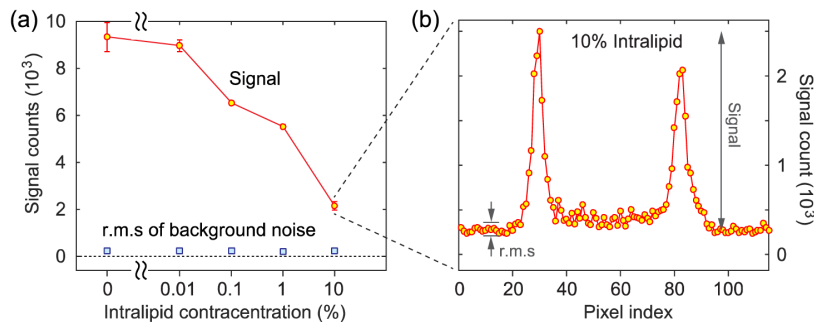 (a)
10
8
6
4
2
0
Signal counts (10³)
Signal
r.m.s of background noise
0 0.01 0.1 1 10
Intralipid contracentration (%)
(b)
10% Intralipid
Signal
r.m.s
2
1
0
Signal count (10³)
0 20 40 60 80 100
Pixel index